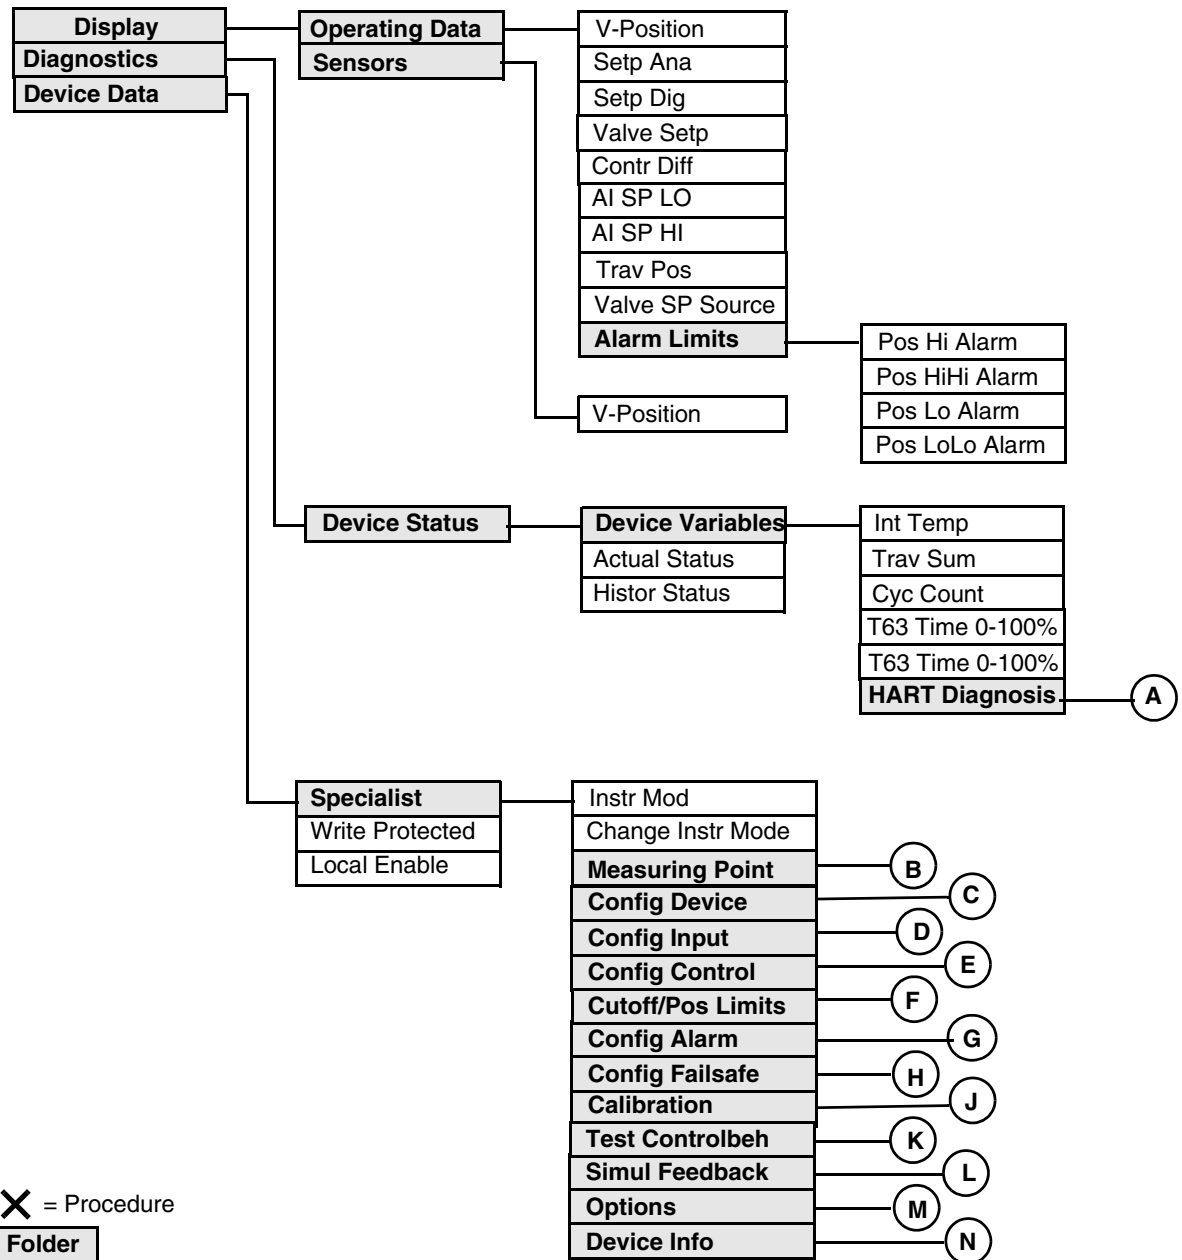 Display
Diagnostics
Device Data
Operating Data
Sensors
V-Position
Setp Ana
Setp Dig
Valve Setp
Contr Diff
AI SP LO
AI SP HI
Trav Pos
Valve SP Source
Alarm Limits
Pos Hi Alarm
Pos HiHi Alarm
Pos Lo Alarm
Pos LoLo Alarm
V-Position
Device Status
Device Variables
Actual Status
Histor Status
Int Temp
Trav Sum
Cyc Count
T63 Time 0-100%
T63 Time 0-100%
HART Diagnosis
A
Specialist
Write Protected
Local Enable
Instr Mod
Change Instr Mode
Measuring Point
B
Config Device
C
Config Input
D
Config Control
E
Cutoff/Pos Limits
F
Config Alarm
G
Config Failsafe
H
Calibration
J
Test Controlbeh
K
Simul Feedback
L
Options
M
Device Info
N
X = Procedure
Folder